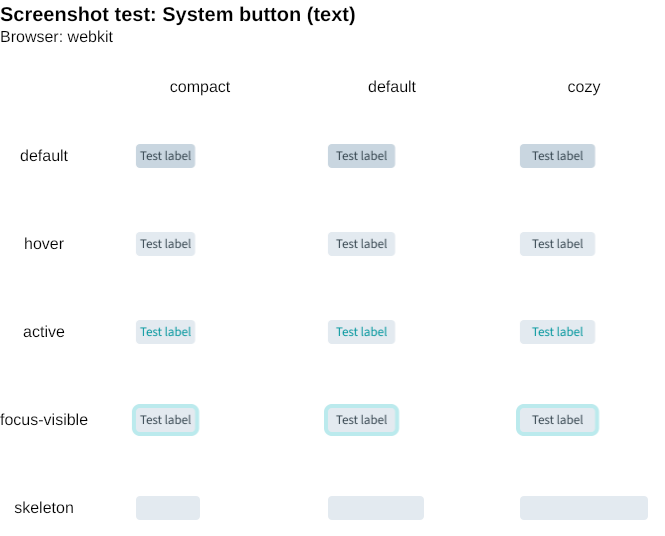 Screenshot test: System button (text)
Browser: webkit
compact default cozy
default Test label Test label Test label
hover Test label Test label Test label
active Test label Test label Test label
focus-visible Test label Test label Test label
skeleton